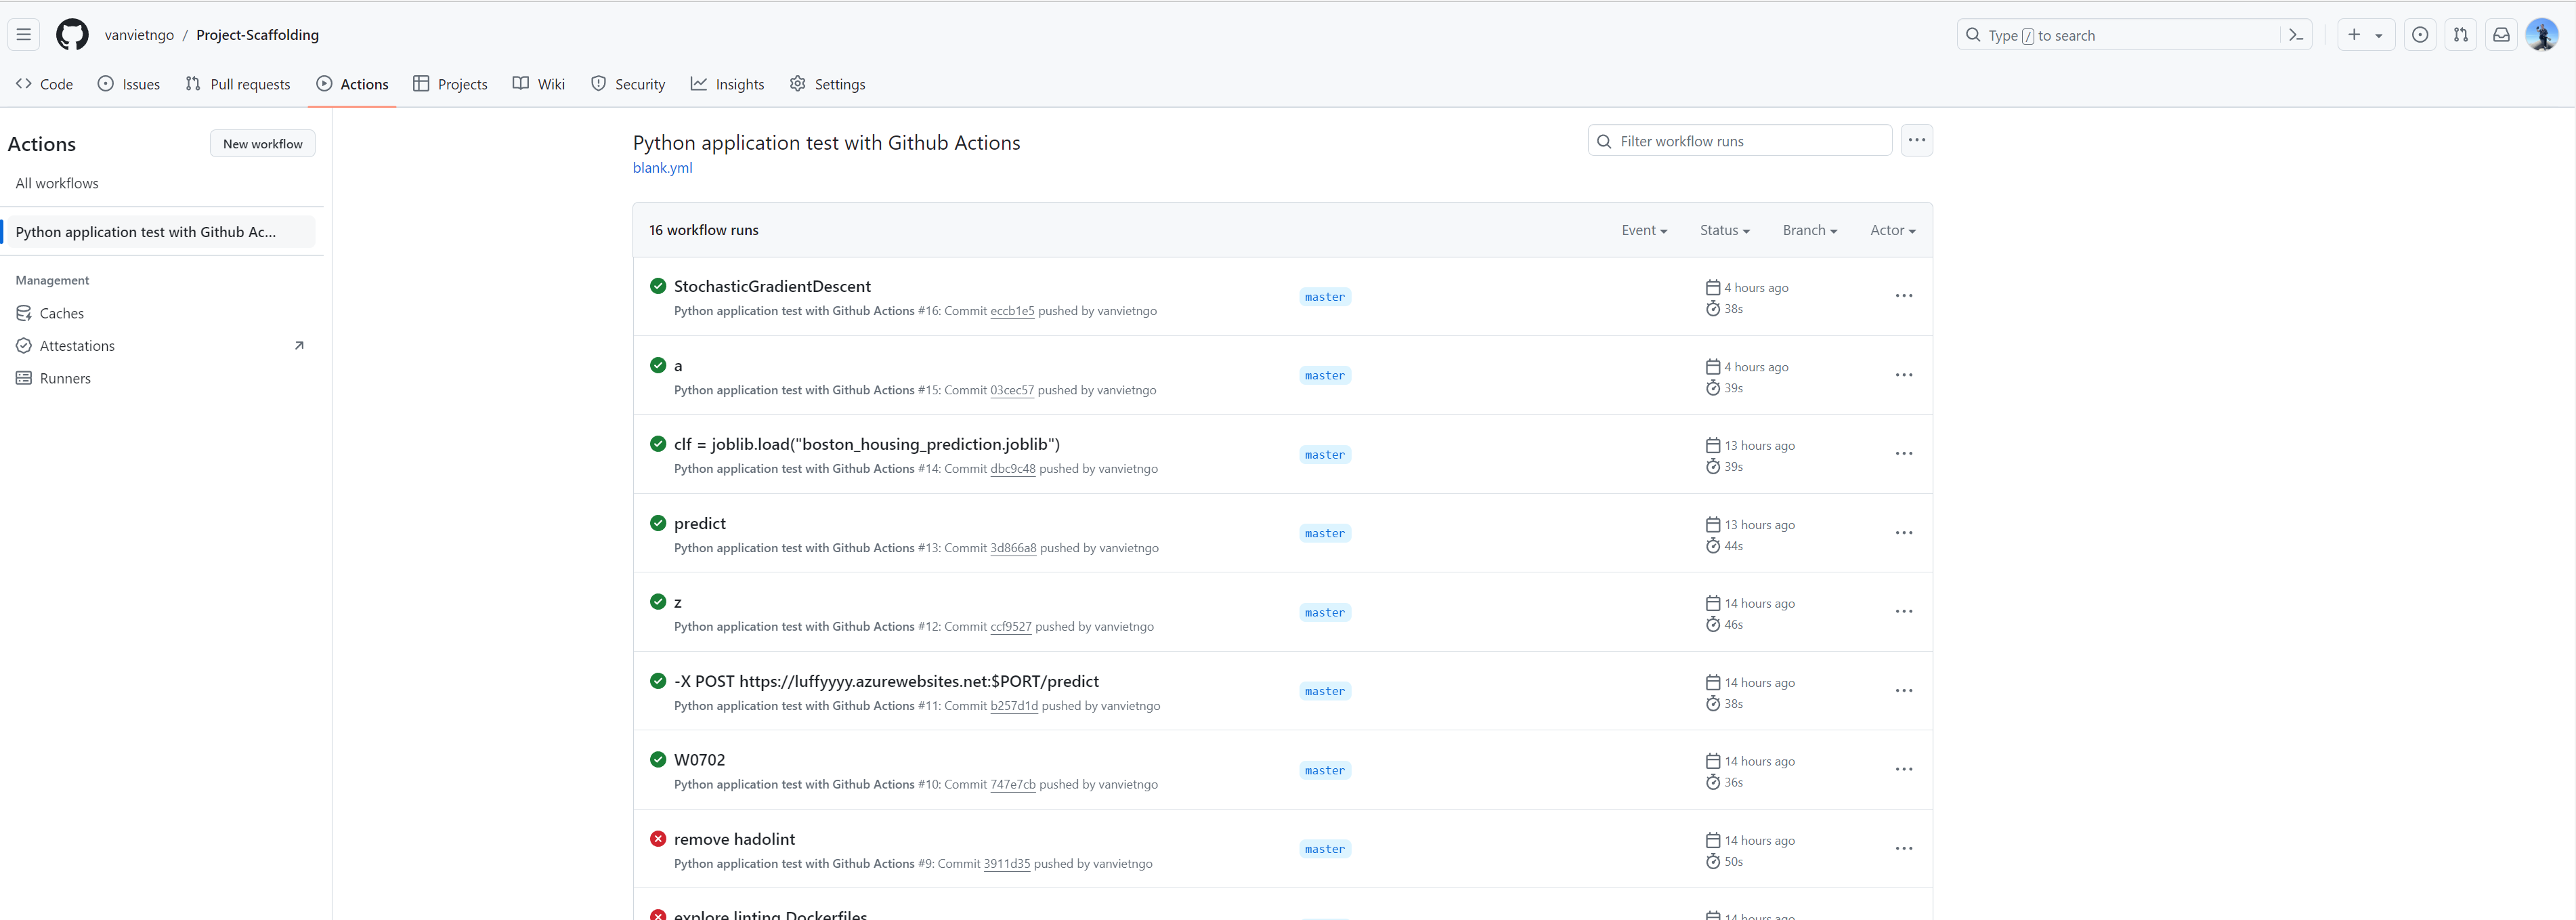 vanvietngo / Project-Scaffolding
Type / to search
Code Issues Pull requests Actions Projects Wiki Security Insights Settings
Actions
New workflow
All workflows
Python application test with Github Ac...
Management
Caches
Attestations
Runners
Python application test with Github Actions
blank.yml
Filter workflow runs
16 workflow runs
Event Status Branch Actor
StochasticGradientDescent
Python application test with Github Actions #16: Commit eccb1e5 pushed by vanvietngo
master
4 hours ago
38s
a
Python application test with Github Actions #15: Commit 03cec57 pushed by vanvietngo
master
4 hours ago
39s
clf = joblib.load("boston_housing_prediction.joblib")
Python application test with Github Actions #14: Commit dbc9c48 pushed by vanvietngo
master
13 hours ago
39s
predict
Python application test with Github Actions #13: Commit 3d866a8 pushed by vanvietngo
master
13 hours ago
44s
z
Python application test with Github Actions #12: Commit ccf9527 pushed by vanvietngo
master
14 hours ago
46s
-X POST https://luffyyyy.azurewebsites.net:$PORT/predict
Python application test with Github Actions #11: Commit b257d1d pushed by vanvietngo
master
14 hours ago
38s
W0702
Python application test with Github Actions #10: Commit 747e7cb pushed by vanvietngo
master
14 hours ago
36s
remove hadolint
Python application test with Github Actions #9: Commit 3911d35 pushed by vanvietngo
master
14 hours ago
50s
explore linting Dockerfiles
14 hours ago